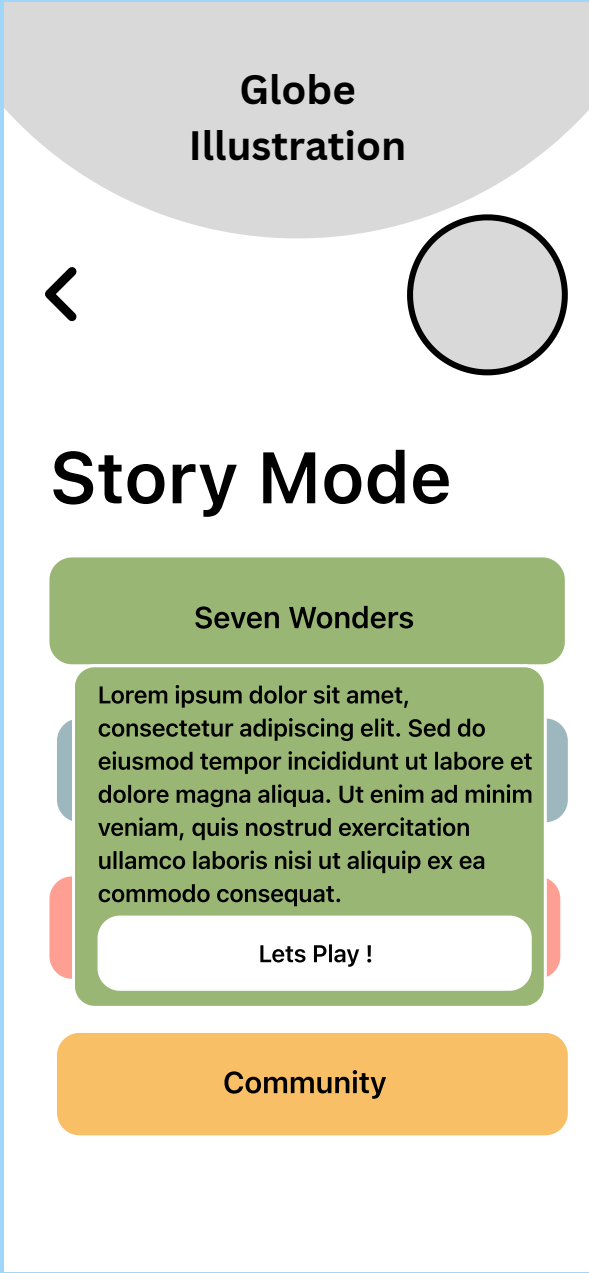 Globe
Illustration
Story Mode
Seven Wonders
Lorem ipsum dolor sit amet,
consectetur adipiscing elit. Sed do
eiusmod tempor incididunt ut labore et
dolore magna aliqua. Ut enim ad minim
veniam, quis nostrud exercitation
ullamco laboris nisi ut aliquip ex ea
commodo consequat.
Lets Play !
Community